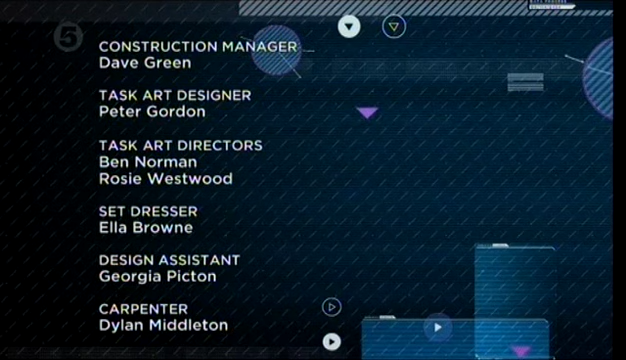 5
CONSTRUCTION MANAGER
Dave Green
TASK ART DESIGNER
Peter Gordon
TASK ART DIRECTORS
Ben Norman
Rosie Westwood
SET DRESSER
Ella Browne
DESIGN ASSISTANT
Georgia Picton
CARPENTER
Dylan Middleton